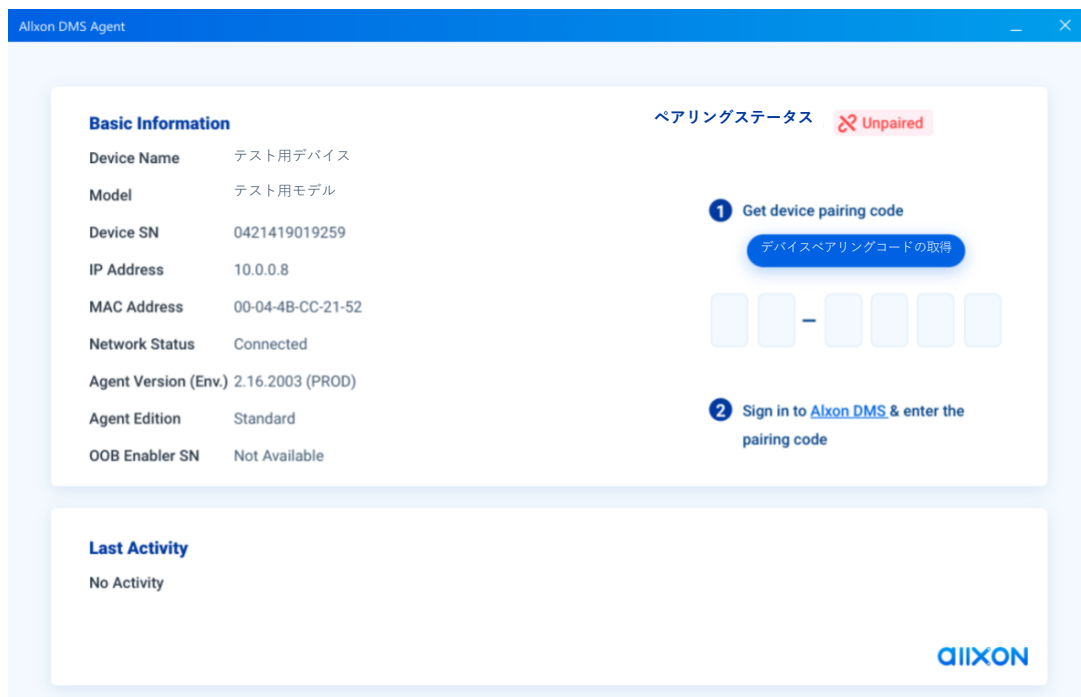 Allxon DMS Agent
Basic Information
Device Name テスト用デバイス
Model テスト用モデル
Device SN 0421419019259
IP Address 10.0.0.8
MAC Address 00-04-4B-CC-21-52
Network Status Connected
Agent Version (Env.) 2.16.2003 (PROD)
Agent Edition Standard
OOB Enabler SN Not Available
ペアリングステータス Unpaired
1 Get device pairing code
デバイスペアリングコードの取得
–
2 Sign in to Alxon DMS & enter the
pairing code
Last Activity
No Activity
allxon